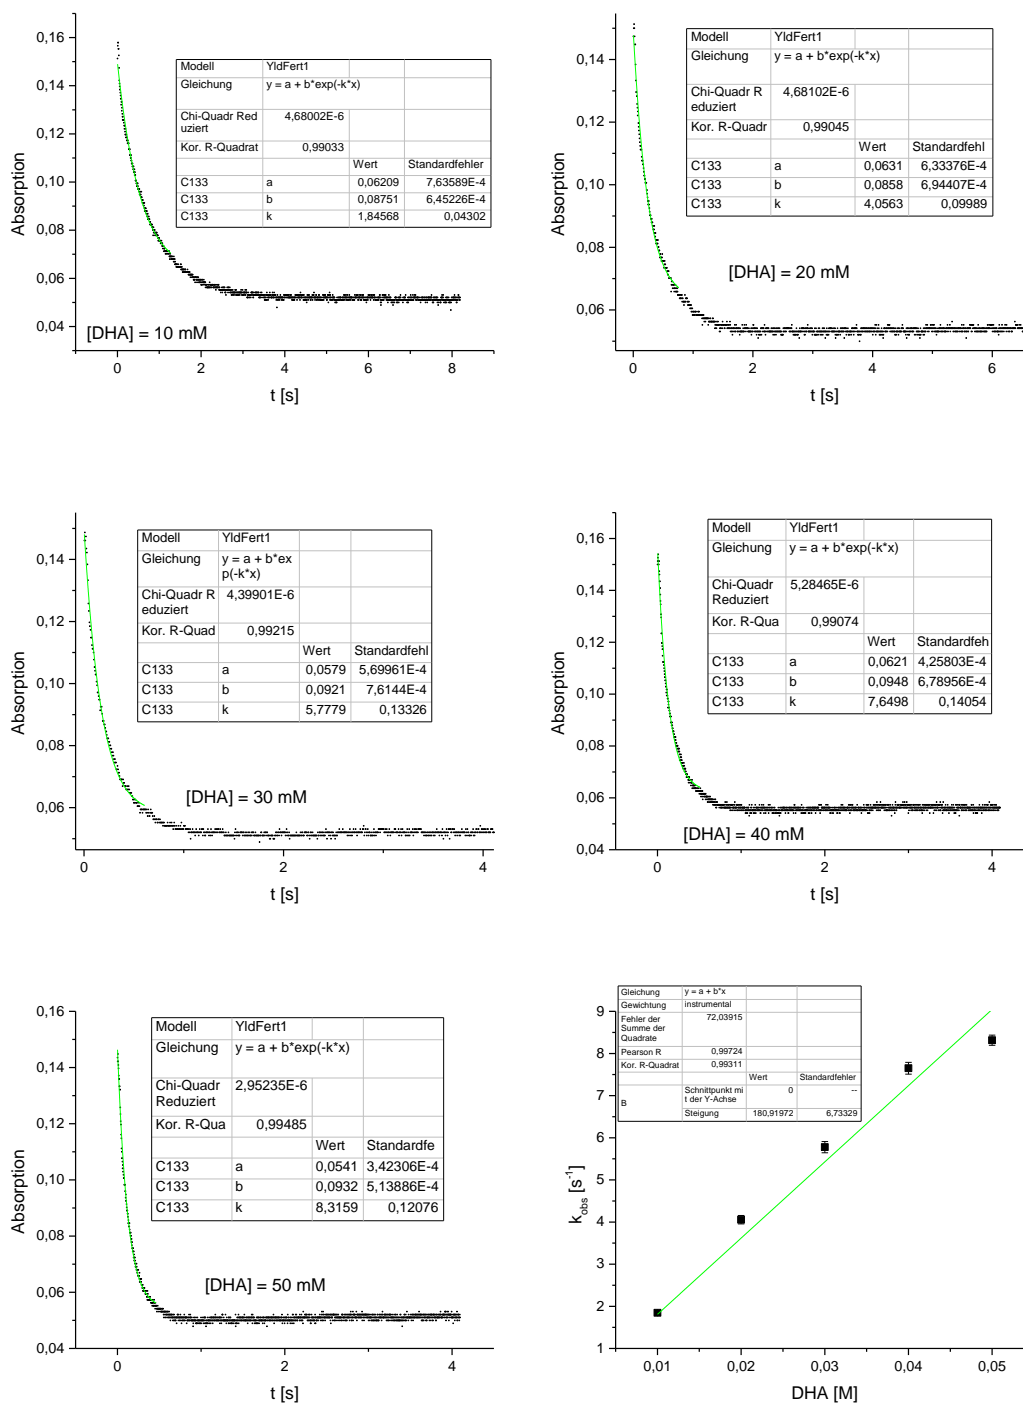 0,16
0,14
0,12
0,10
0,08
0,06
0,04
Absorption
Modell YldFert1
Gleichung y = a + b*exp(-k*x)
Chi-Quadr Red
uziert 4,68002E-6
Kor. R-Quadrat 0,99033
Wert Standardfehler
C133 a 0,06209 7,63589E-4
C133 b 0,08751 6,45226E-4
C133 k 1,84568 0,04302
[DHA] = 10 mM
0 2 4 6 8
t [s]
0,14
0,12
0,10
0,08
0,06
Absorption
Modell YldFert1
Gleichung y = a + b*exp(-k*x)
Chi-Quadr R
eduziert 4,68102E-6
Kor. R-Quadr 0,99045
Wert Standardfehl
C133 a 0,0631 6,33376E-4
C133 b 0,0858 6,94407E-4
C133 k 4,0563 0,09989
[DHA] = 20 mM
0 2 4 6
t [s]
0,14
0,12
0,10
0,08
0,06
Absorption
Modell YldFert1
Gleichung y = a + b*ex
p(-k*x)
Chi-Quadr R
eduziert 4,39901E-6
Kor. R-Quad 0,99215
Wert Standardfehl
C133 a 0,0579 5,69961E-4
C133 b 0,0921 7,6144E-4
C133 k 5,7779 0,13326
[DHA] = 30 mM
0 2 4
t [s]
0,16
0,14
0,12
0,10
0,08
0,06
0,04
Absorption
Modell YldFert1
Gleichung y = a + b*exp(-k*x)
Chi-Quadr
Reduziert 5,28465E-6
Kor. R-Qua 0,99074
Wert Standardfeh
C133 a 0,0621 4,25803E-4
C133 b 0,0948 6,78956E-4
C133 k 7,6498 0,14054
[DHA] = 40 mM
0 2 4
t [s]
0,16
0,14
0,12
0,10
0,08
0,06
0,04
Absorption
Modell YldFert1
Gleichung y = a + b*exp(-k*x)
Chi-Quadr
Reduziert 2,95235E-6
Kor. R-Qua 0,99485
Wert Standardfe
C133 a 0,0541 3,42306E-4
C133 b 0,0932 5,13886E-4
C133 k 8,3159 0,12076
[DHA] = 50 mM
0 2 4
t [s]
9
8
7
6
5
4
3
2
1
k_obs [s⁻¹]
Gleichung y = a + b*x
Gewichtung instrumental
Fehler der
Summe der
Quadrate 72,03915
Pearson R 0,99724
Kor. R-Quadrat 0,99311
Wert Standardfehler
B Schnittpunkt mi
t der Y-Achse 0 --
Steigung 180,91972 6,73329
0,01 0,02 0,03 0,04 0,05
DHA [M]